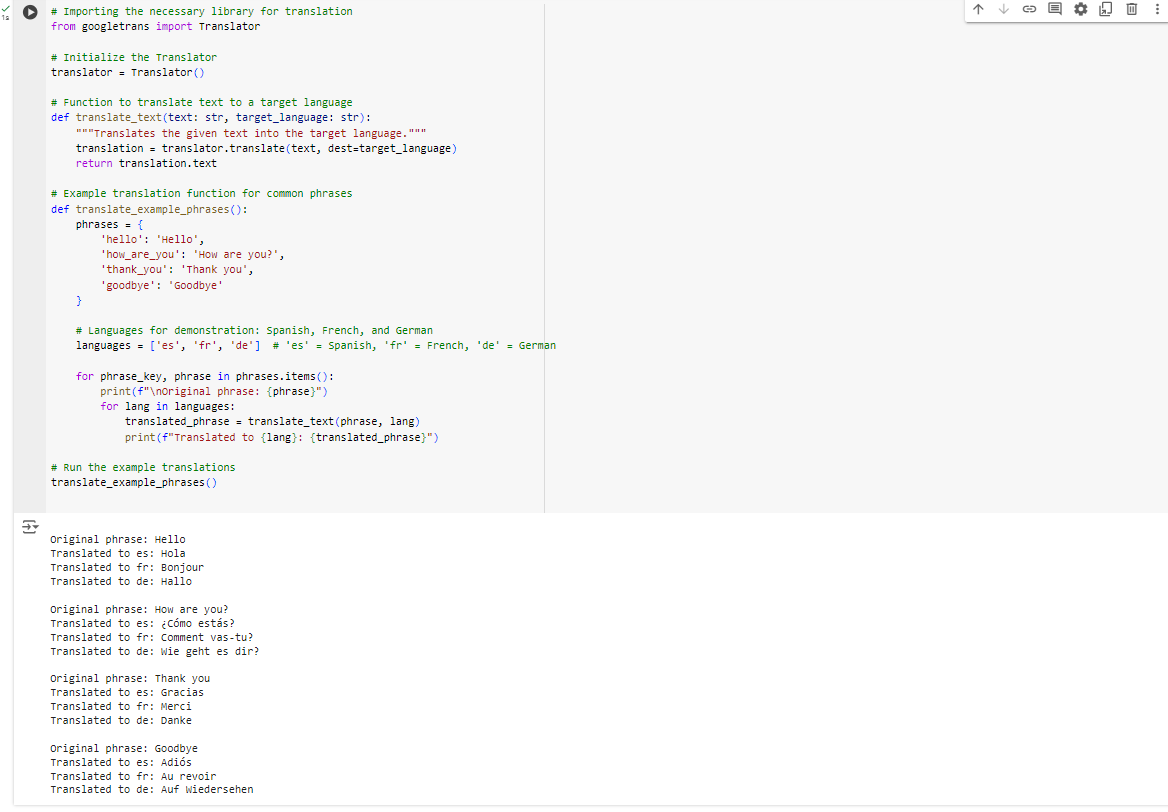 # Importing the necessary library for translation
from googletrans import Translator

# Initialize the Translator
translator = Translator()

# Function to translate text to a target language
def translate_text(text: str, target_language: str):
    """Translates the given text into the target language."""
    translation = translator.translate(text, dest=target_language)
    return translation.text

# Example translation function for common phrases
def translate_example_phrases():
    phrases = {
        'hello': 'Hello',
        'how_are_you': 'How are you?',
        'thank_you': 'Thank you',
        'goodbye': 'Goodbye'
    }

    # Languages for demonstration: Spanish, French, and German
    languages = ['es', 'fr', 'de']  # 'es' = Spanish, 'fr' = French, 'de' = German

    for phrase_key, phrase in phrases.items():
        print(f"\nOriginal phrase: {phrase}")
        for lang in languages:
            translated_phrase = translate_text(phrase, lang)
            print(f"Translated to {lang}: {translated_phrase}")

# Run the example translations
translate_example_phrases()

1s

Original phrase: Hello
Translated to es: Hola
Translated to fr: Bonjour
Translated to de: Hallo

Original phrase: How are you?
Translated to es: ¿Cómo estás?
Translated to fr: Comment vas-tu?
Translated to de: Wie geht es dir?

Original phrase: Thank you
Translated to es: Gracias
Translated to fr: Merci
Translated to de: Danke

Original phrase: Goodbye
Translated to es: Adiós
Translated to fr: Au revoir
Translated to de: Auf Wiedersehen